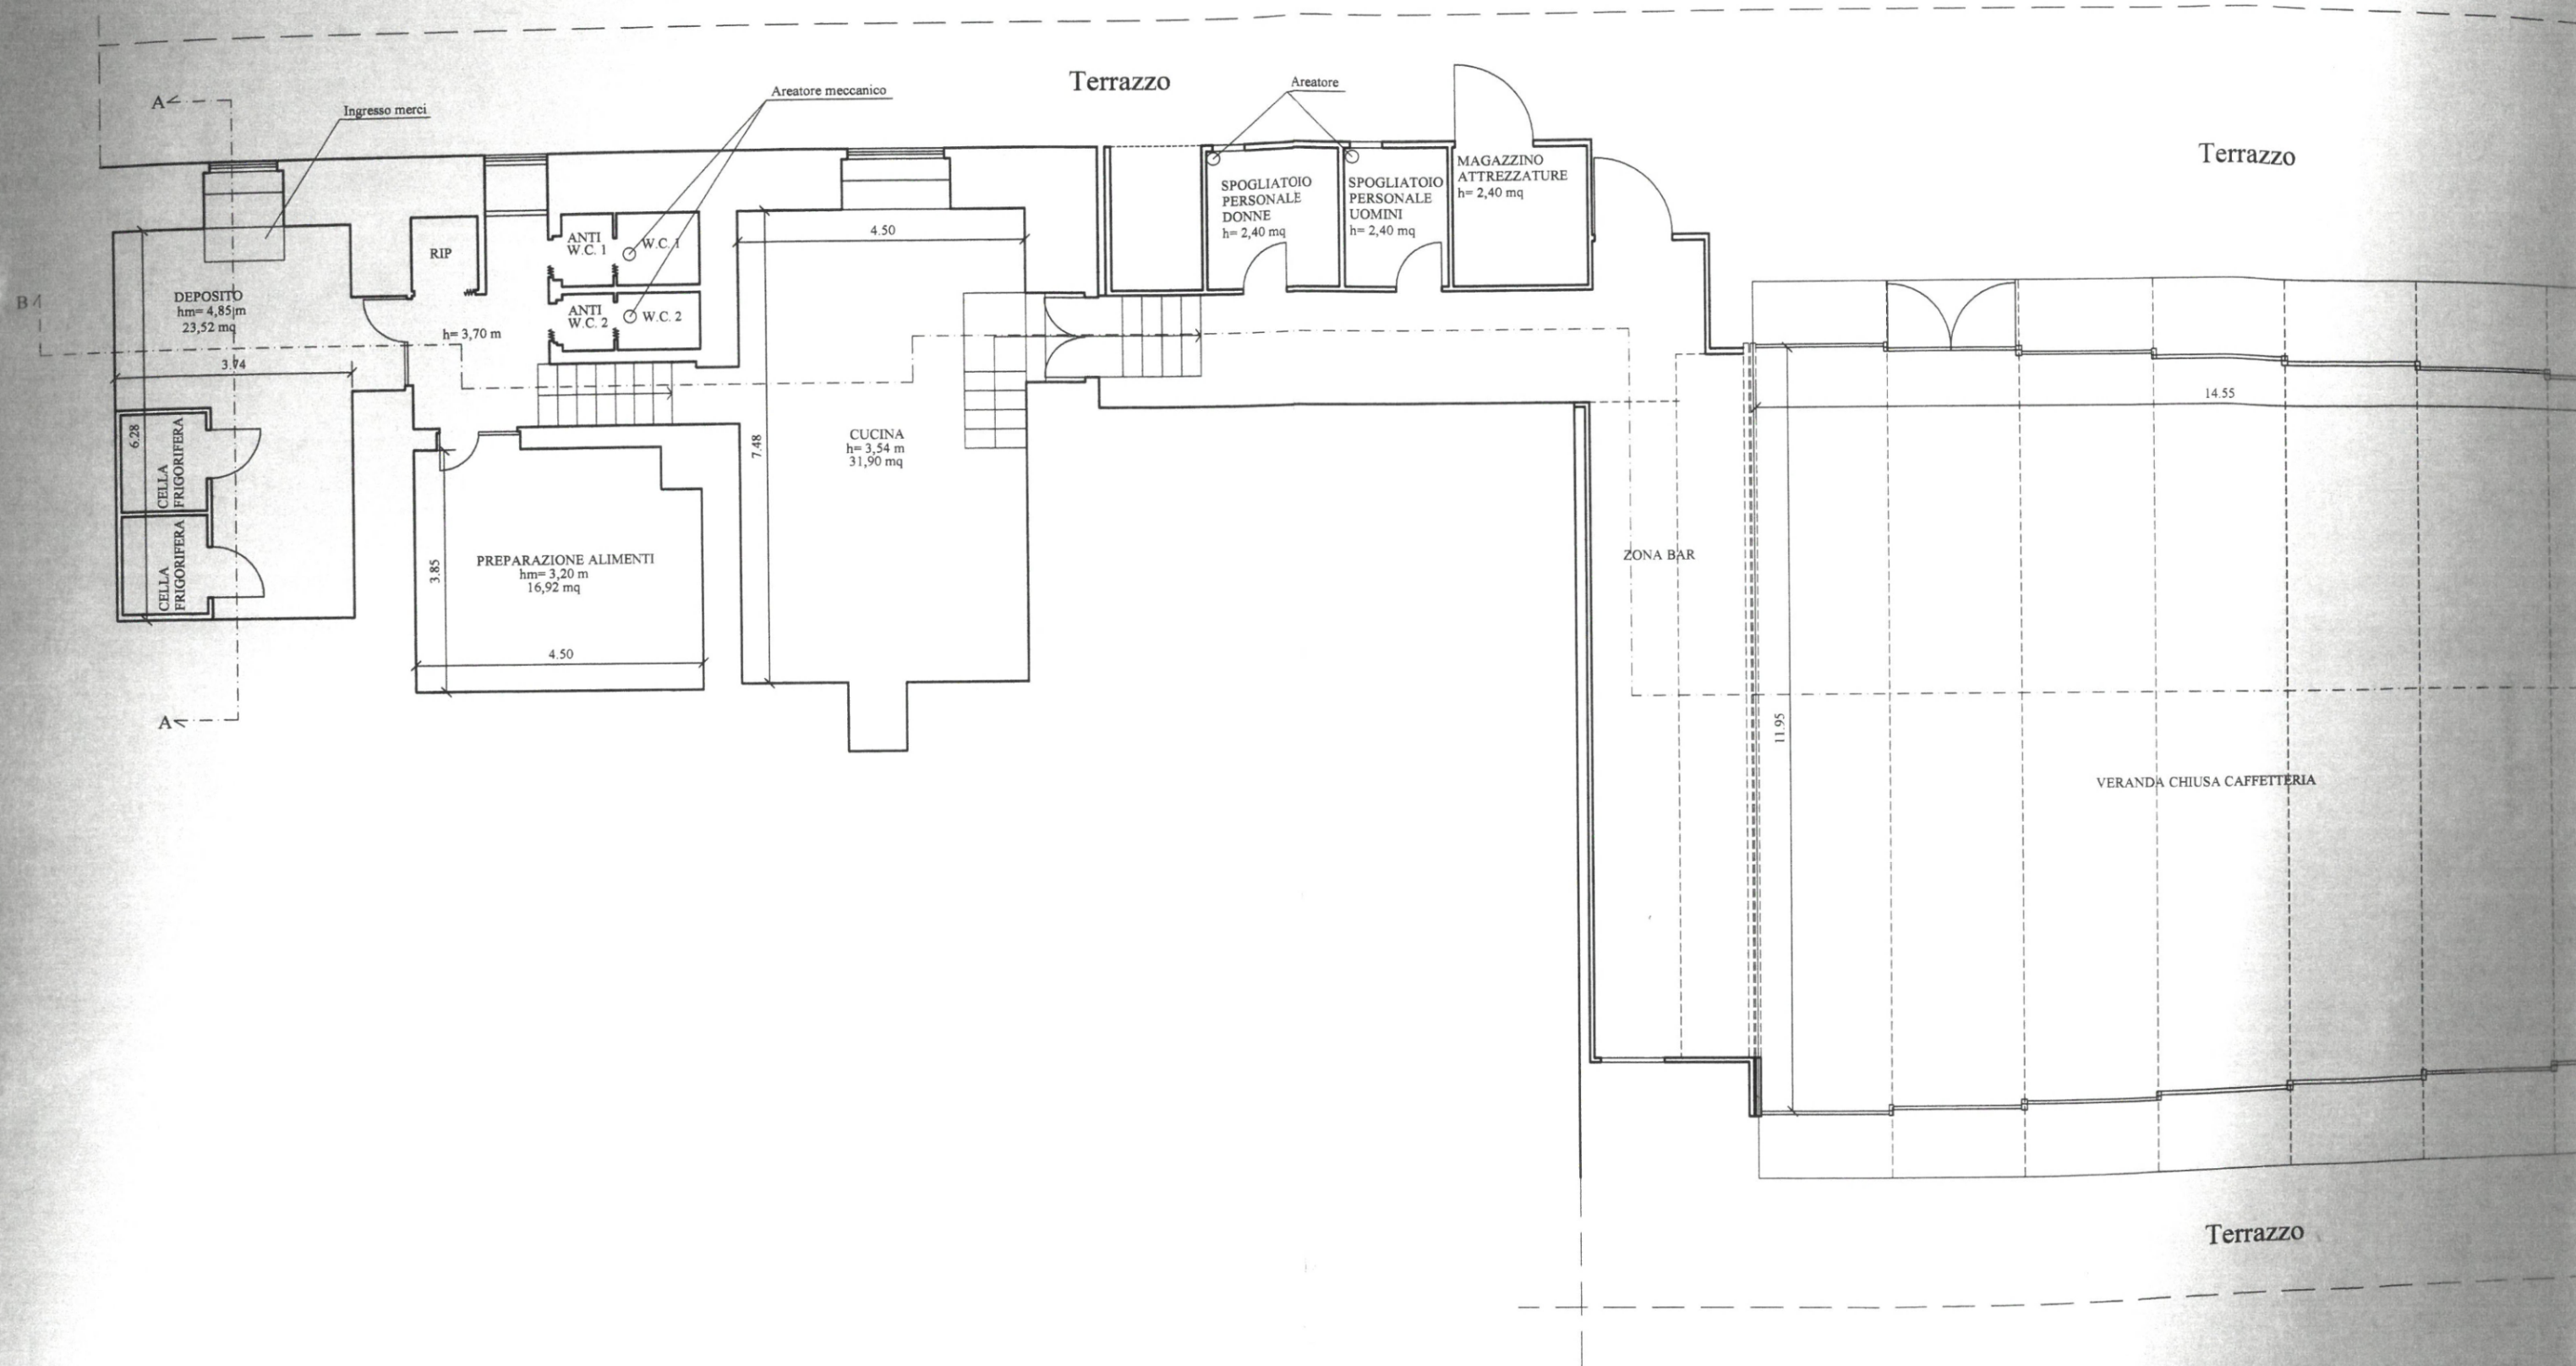 Terrazzo
Areatore meccanico
Areatore
A
Ingresso merci
Terrazzo
MAGAZZINO
ATTREZZATURE
h= 2,40 mq
SPOGLIATOIO
PERSONALE
DONNE
h= 2,40 mq
SPOGLIATOIO
PERSONALE
UOMINI
h= 2,40 mq
4.50
ANTI
W.C. 1
W.C. 1
RIP
DEPOSITO
hm= 4,85 m
23,52 mq
B
ANTI
W.C. 2
W.C. 2
h= 3,70 m
3.74
14.55
6.28
CELLA
FRIGORIFERA
7.48
CUCINA
h= 3,54 m
31,90 mq
CELLA
FRIGORIFERA
3.85
PREPARAZIONE ALIMENTI
hm= 3,20 m
16,92 mq
ZONA BAR
4.50
A
11.95
VERANDA CHIUSA CAFFETTERIA
Terrazzo